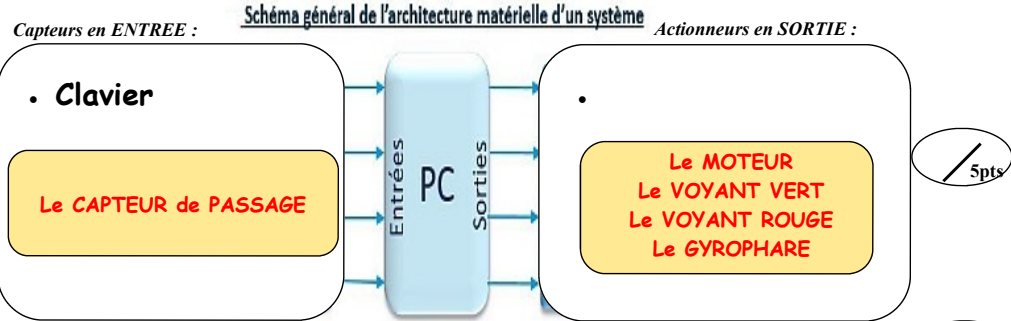 Schéma général de l'architecture matérielle d'un système
Capteurs en ENTREE :
Actionneurs en SORTIE :
• Clavier
Le CAPTEUR de PASSAGE
Entrées
PC
Sorties
•
Le MOTEUR
Le VOYANT VERT
Le VOYANT ROUGE
Le GYROPHARE
/5pts